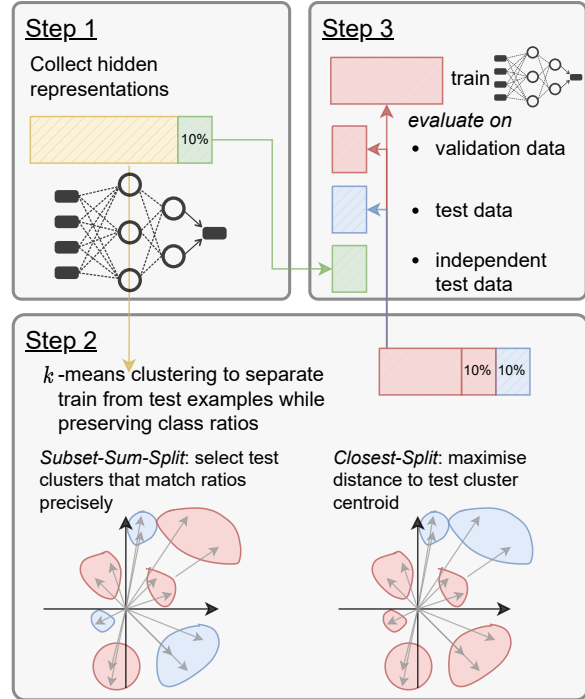 Step 1
Collect hidden
representations
10%
Step 3
train
evaluate on
• validation data
• test data
• independent
test data
Step 2
k -means clustering to separate
train from test examples while
preserving class ratios
10% 10%
Subset-Sum-Split: select test
clusters that match ratios
precisely
Closest-Split: maximise
distance to test cluster
centroid